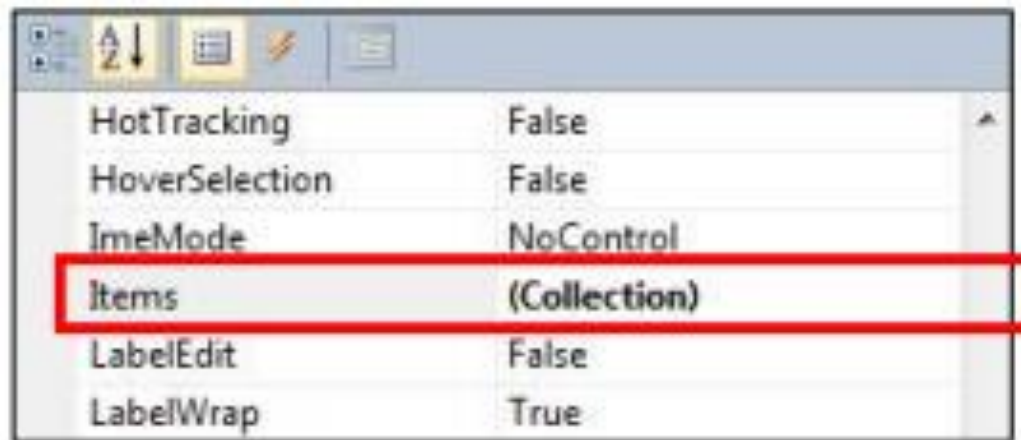 HotTracking False
HoverSelection False
ImeMode NoControl
Items (Collection)
LabelEdit False
LabelWrap True